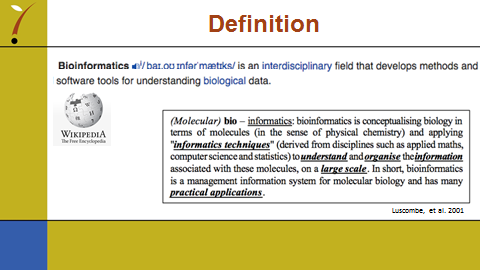 Definition
Bioinformatics /ˌbaɪ.oʊˌɪnfərˈmætɪks/ is an interdisciplinary field that develops methods and
software tools for understanding biological data.
WIKIPEDIA
The Free Encyclopedia
(Molecular) bio – informatics: bioinformatics is conceptualising biology in
terms of molecules (in the sense of physical chemistry) and applying
"informatics techniques" (derived from disciplines such as applied maths,
computer science and statistics) to understand and organise the information
associated with these molecules, on a large scale. In short, bioinformatics
is a management information system for molecular biology and has many
practical applications.
Luscombe, et al. 2001